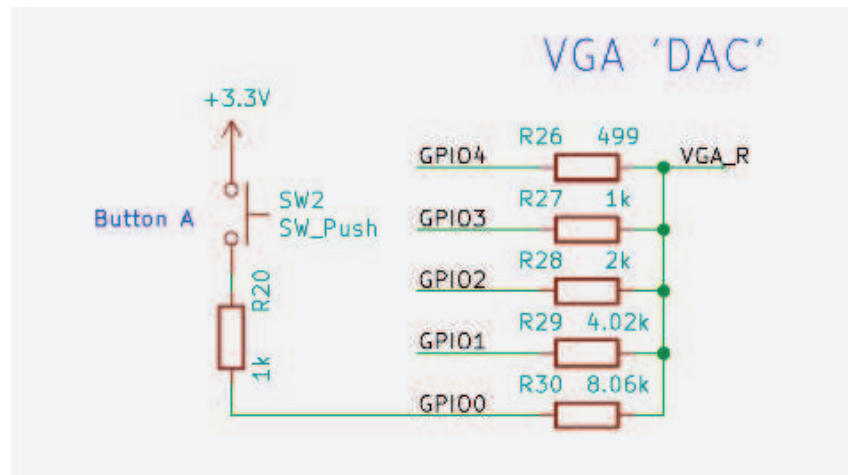 VGA 'DAC'
+3.3V
R26 499
GPIO4
VGA_R
R27 1k
GPIO3
Button A
SW2
SW_Push
R28 2k
GPIO2
R20
1k
R29 4.02k
GPIO1
R30 8.06k
GPIO0